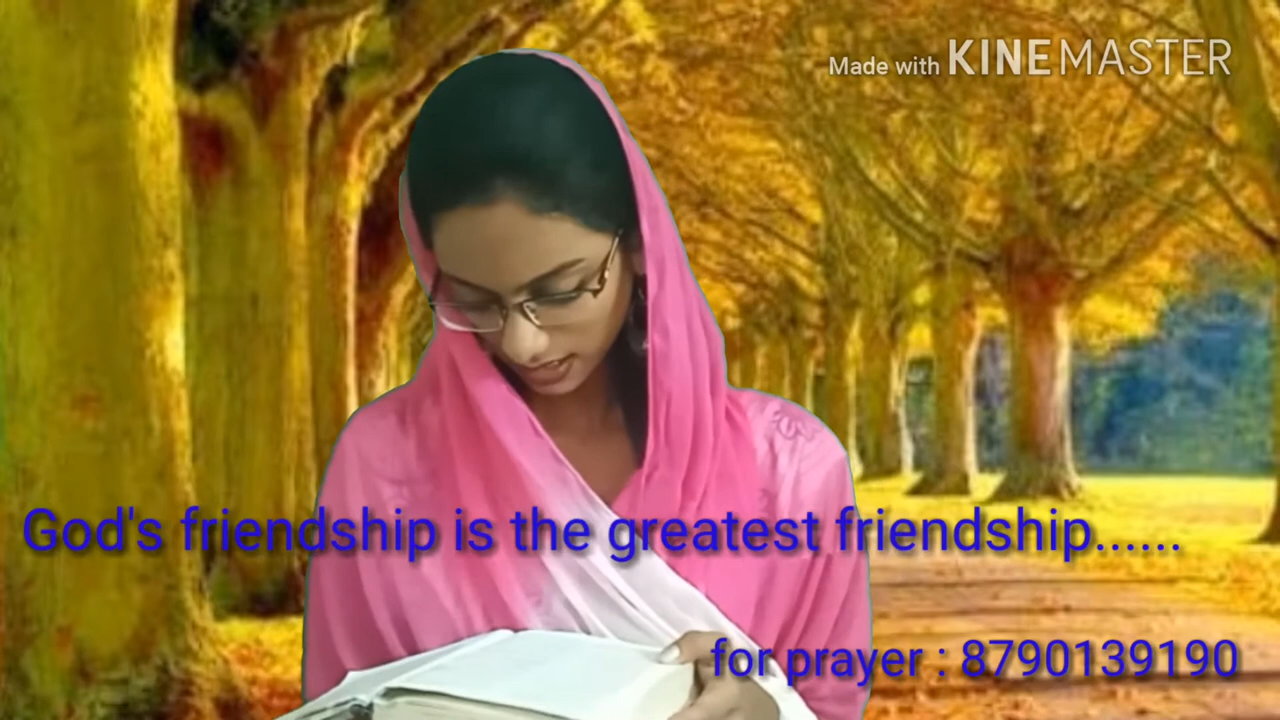 Made with KINEMASTER
God's friendship is the greatest friendship......
for prayer : 8790139190